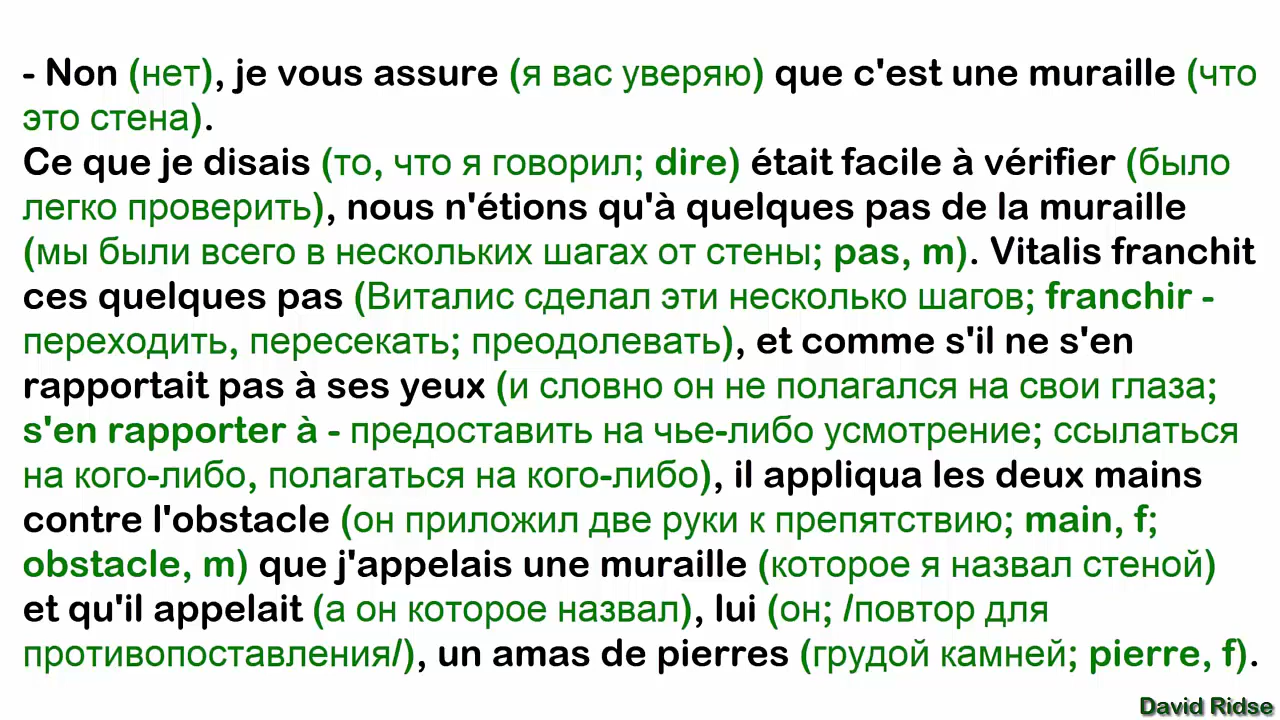 - Non (нет), je vous assure (я вас уверяю) que c'est une muraille (что
это стена).
Ce que je disais (то, что я говорил; dire) était facile à vérifier (было
легко проверить), nous n'étions qu'à quelques pas de la muraille
(мы были всего в нескольких шагах от стены; pas, m). Vitalis franchit
ces quelques pas (Виталис сделал эти несколько шагов; franchir -
переходить, пересекать; преодолевать), et comme s'il ne s'en
rapportait pas à ses yeux (и словно он не полагался на свои глаза;
s'en rapporter à - предоставить на чье-либо усмотрение; ссылаться
на кого-либо, полагаться на кого-либо), il appliqua les deux mains
contre l'obstacle (он приложил две руки к препятствию; main, f;
obstacle, m) que j'appelais une muraille (которое я назвал стеной)
et qu'il appelait (а он которое назвал), lui (он; /повтор для
противопоставления/), un amas de pierres (грудой камней; pierre, f).
David Ridse